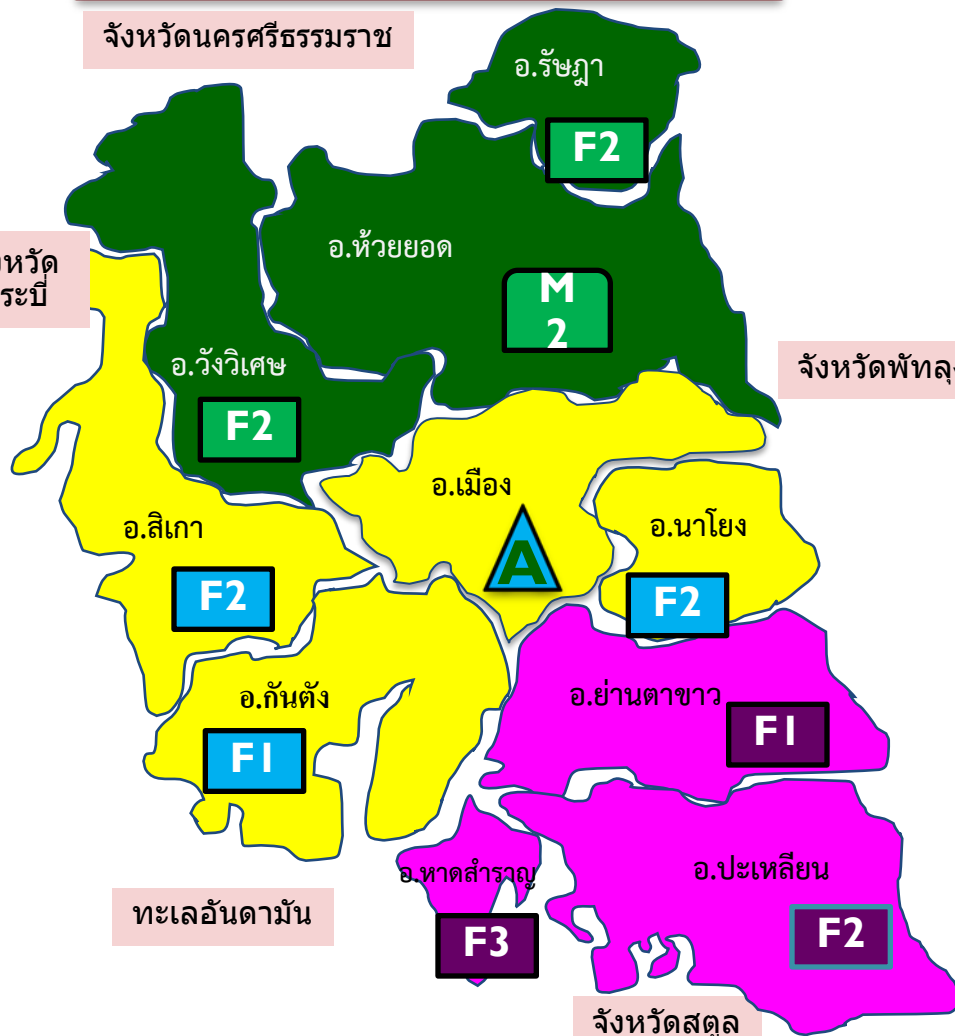 จังหวัดนครศรีธรรมราช
อ.รัษฎา
F2
อ.ห้วยยอด
M
2
อ.วังวิเศษ
F2
จังหวัดพัทลุง
อ.เมือง
A
อ.สิเกา
F2
อ.นาโยง
F2
อ.กันตัง
F1
อ.ย่านตาขาว
F1
อ.หาดสำราญ
F3
อ.ปะเหลียน
F2
ทะเลอันดามัน
จังหวัดสตูล